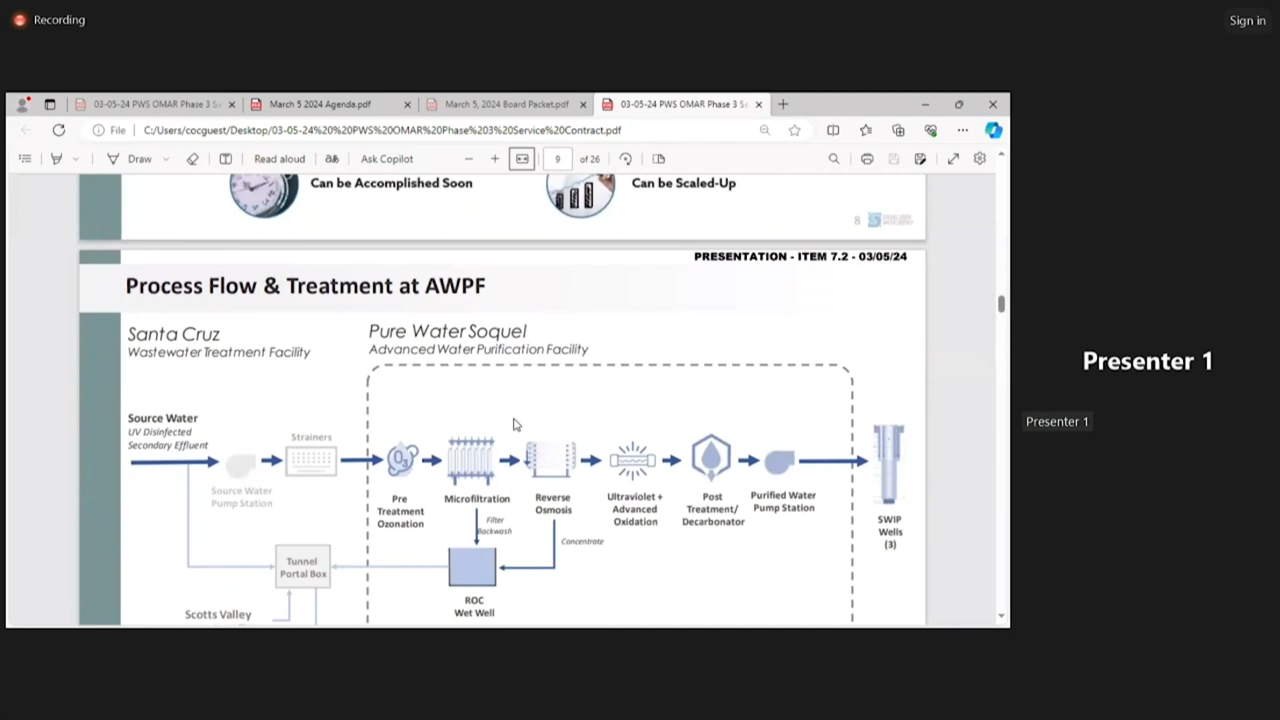 Recording
Sign in
03-05-24 PWS OMAR Phase 3 Se
March 5 2024 Agenda.pdf
March 5, 2024 Board Packet.pdf
03-05-24 PWS OMAR Phase 3 Se
File
C:/Users/cocguest/Desktop/03-05-24%20%20PWS%20OMAR%20Phase%203%20Service%20Contract.pdf
Draw
Read aloud
Ask Copilot
9
of 26
Can be Accomplished Soon
Can be Scaled-Up
8
PRESENTATION - ITEM 7.2 - 03/05/24
Process Flow & Treatment at AWPF
Santa Cruz
Wastewater Treatment Facility
Pure Water Soquel
Advanced Water Purification Facility
Source Water
UV Disinfected
Secondary Effluent
Strainers
Source Water
Pump Station
O3
Pre
Treatment
Ozonation
Microfiltration
Reverse
Osmosis
Ultraviolet +
Advanced
Oxidation
Post
Treatment/
Decarbonator
Purified Water
Pump Station
SWIP
Wells
(3)
Filter
Backwash
Concentrate
Tunnel
Portal Box
ROC
Wet Well
Scotts Valley
Presenter 1
Presenter 1